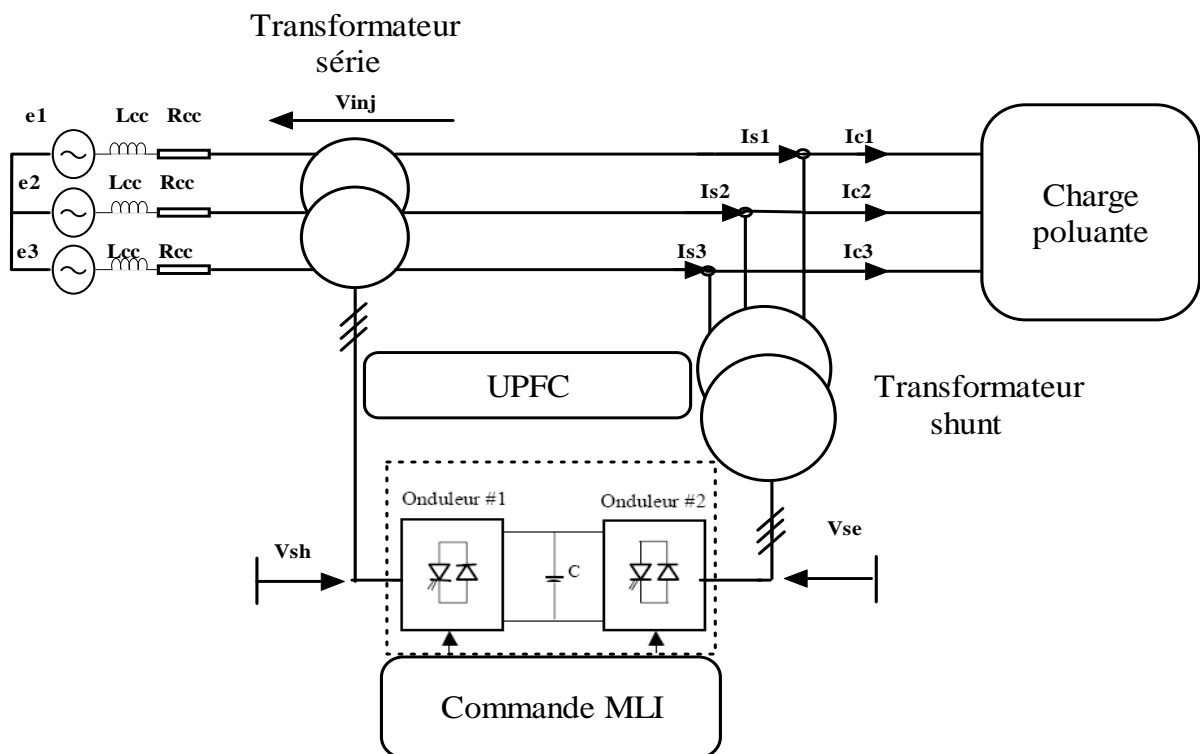 Transformateur
série
Vinj
e1
Lcc Rcc
Is1
Ic1
e2
Lcc Rcc
Is2
Ic2
e3
Lcc Rcc
Is3
Ic3
Charge
poluante
UPFC
Transformateur
shunt
Onduleur #1
Onduleur #2
C
Vsh
Vse
Commande MLI